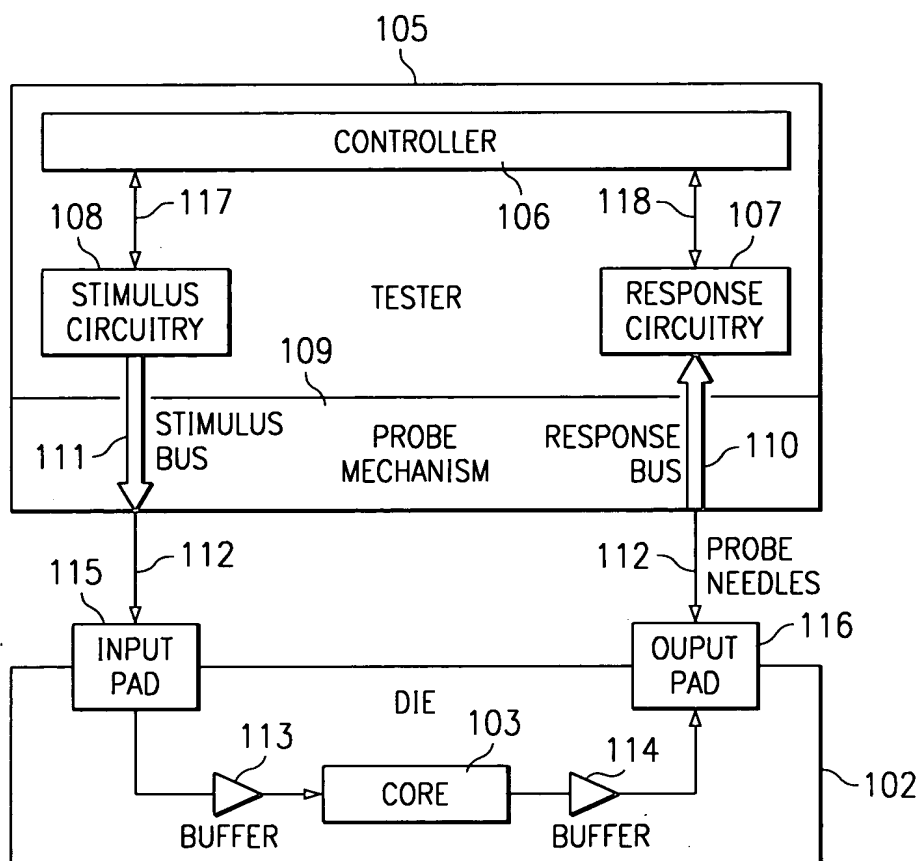 105
CONTROLLER
106
117
118
108
107
STIMULUS
CIRCUITRY
TESTER
RESPONSE
CIRCUITRY
109
111
STIMULUS
BUS
PROBE
MECHANISM
RESPONSE
BUS
110
112
112
PROBE
NEEDLES
115
INPUT
PAD
OUPUT
PAD
116
DIE
113
103
114
CORE
BUFFER
BUFFER
102